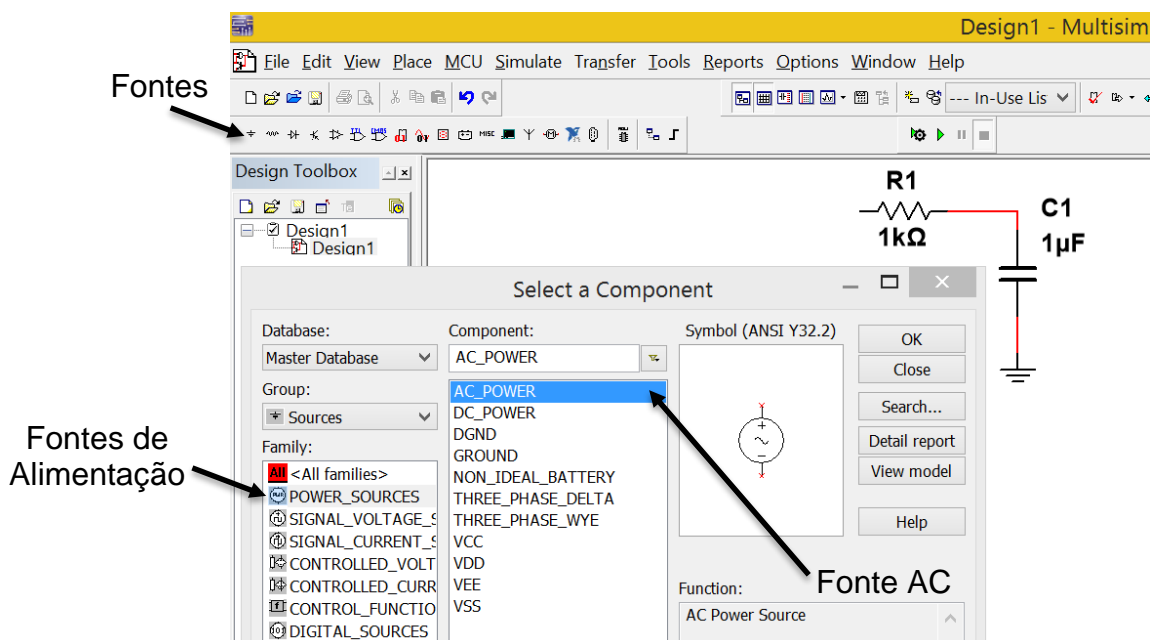 Design1 - Multisim
File Edit View Place MCU Simulate Transfer Tools Reports Options Window Help
Fontes
--- In-Use Lis
MISC
Design Toolbox
Design1
Design1
R1
1kΩ
C1
1µF
Select a Component
Database:
Master Database
Group:
Sources
Family:
All <All families>
POWER_SOURCES
SIGNAL_VOLTAGE_S
SIGNAL_CURRENT_S
CONTROLLED_VOLT
CONTROLLED_CURR
CONTROL_FUNCTIO
DIGITAL_SOURCES
Fontes de
Alimentação
Component:
AC_POWER
AC_POWER
DC_POWER
DGND
GROUND
NON_IDEAL_BATTERY
THREE_PHASE_DELTA
THREE_PHASE_WYE
VCC
VDD
VEE
VSS
Symbol (ANSI Y32.2)
OK
Close
Search...
Detail report
View model
Help
Fonte AC
Function:
AC Power Source